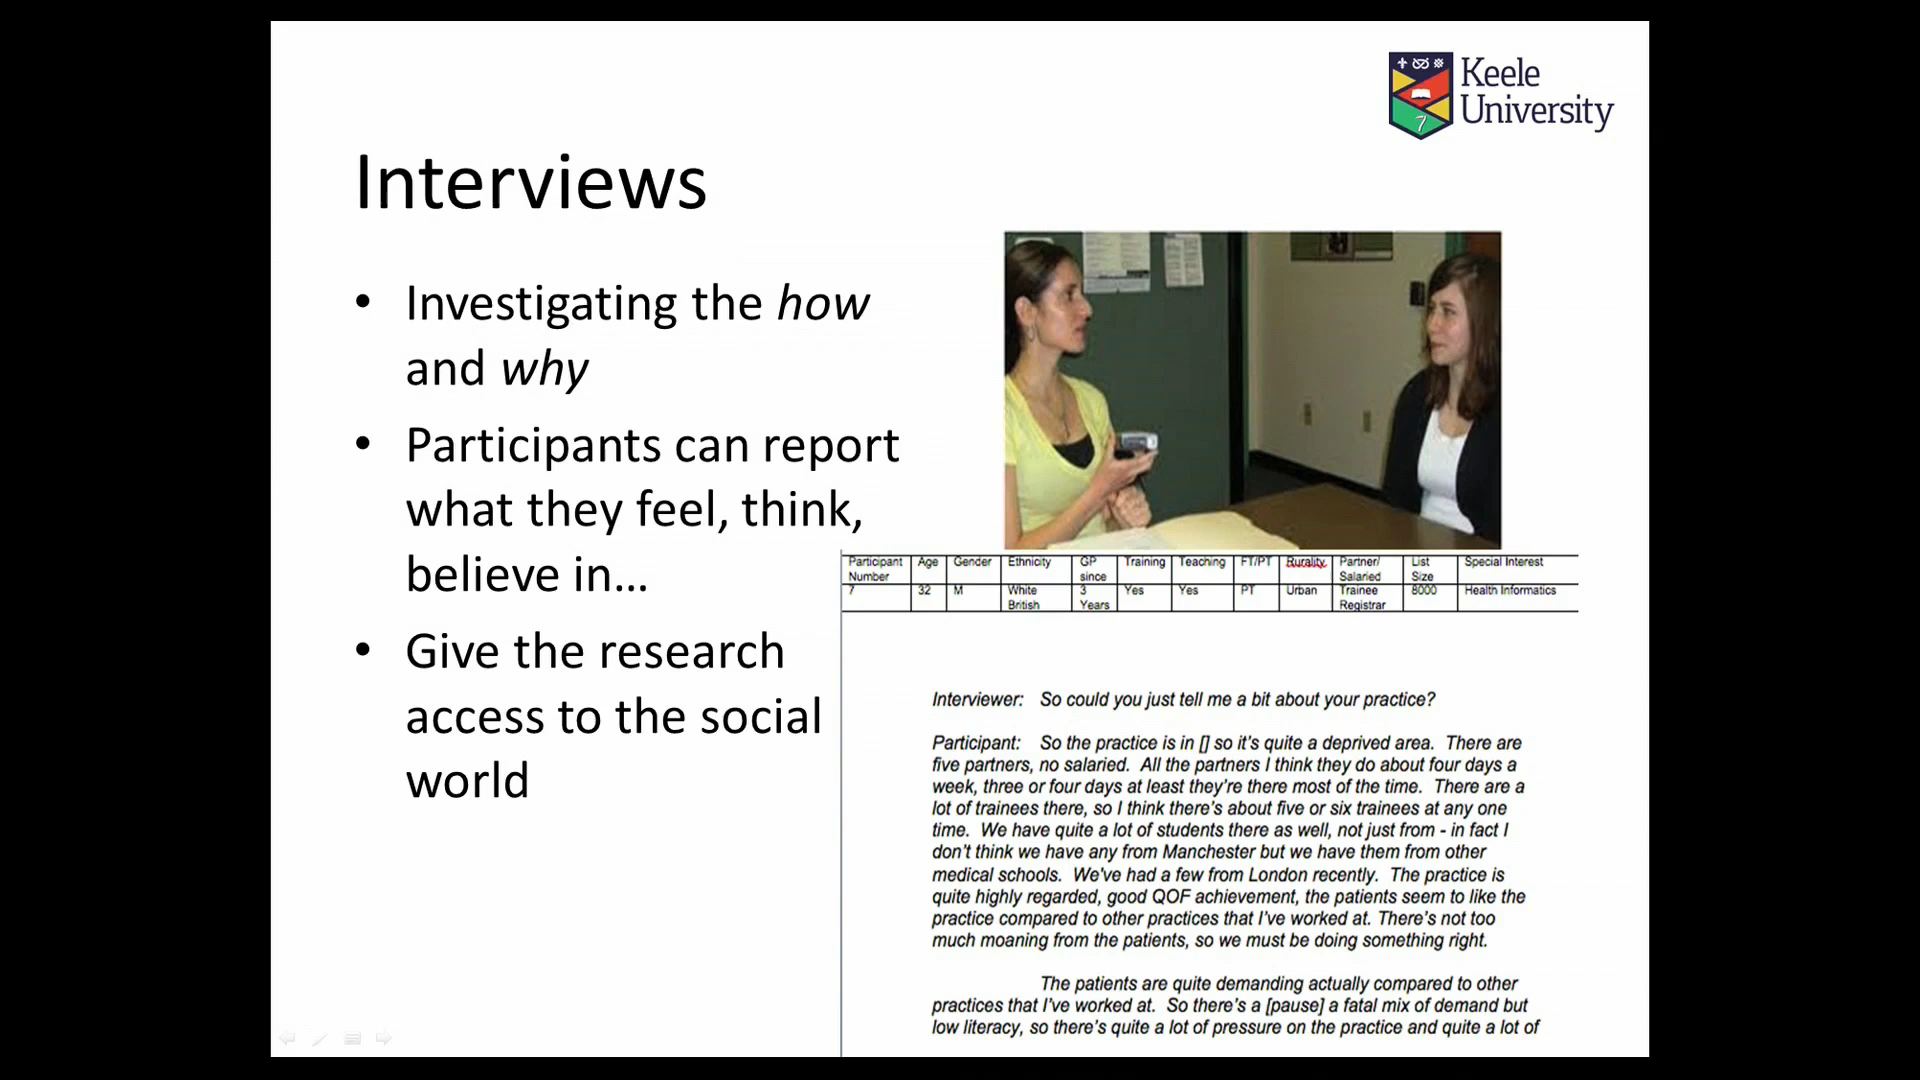 Keele
University
Interviews
• Investigating the how
and why
• Participants can report
what they feel, think,
believe in...
• Give the research
access to the social
world
Participant Number Age Gender Ethnicity GP since Training Teaching FT/PT Rurality Partner/ Salaried List Size Special Interest
7 32 M White British 3 Years Yes Yes PT Urban Trainee Registrar 8000 Health Informatics
Interviewer: So could you just tell me a bit about your practice?
Participant: So the practice is in [] so it's quite a deprived area. There are
five partners, no salaried. All the partners I think they do about four days a
week, three or four days at least they're there most of the time. There are a
lot of trainees there, so I think there's about five or six trainees at any one
time. We have quite a lot of students there as well, not just from - in fact I
don't think we have any from Manchester but we have them from other
medical schools. We've had a few from London recently. The practice is
quite highly regarded, good QOF achievement, the patients seem to like the
practice compared to other practices that I've worked at. There's not too
much moaning from the patients, so we must be doing something right.
The patients are quite demanding actually compared to other
practices that I've worked at. So there's a [pause] a fatal mix of demand but
low literacy, so there's quite a lot of pressure on the practice and quite a lot of